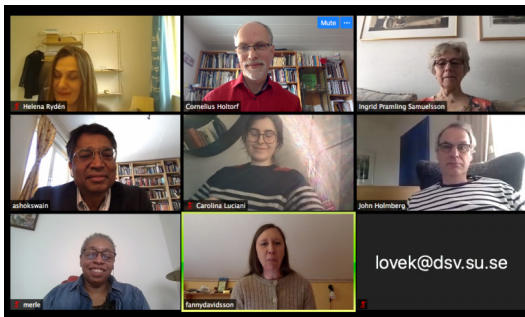 Mute ...
Helena Rydén
Cornelius Holtorf
Ingrid Pramling Samuelsson
ashokswain
Carolina Luciani
John Holmberg
merle
fannydavidsson
lovek@dsv.su.se